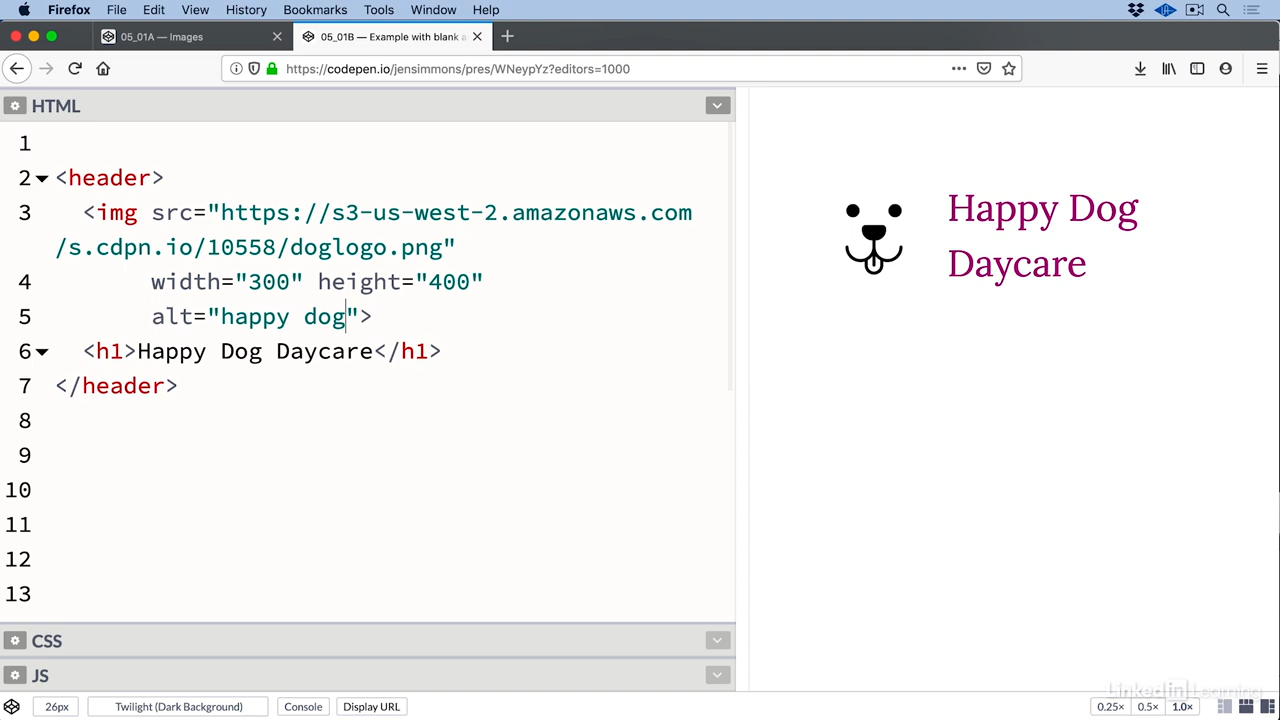 Firefox File Edit View History Bookmarks Tools Window Help
05_01A — Images
05_01B — Example with blank a
https://codepen.io/jensimmons/pres/WNeypYz?editors=1000
HTML
1
2 <header>
3 <img src="https://s3-us-west-2.amazonaws.com
/s.cdpn.io/10558/doglogo.png"
4 width="300" height="400"
5 alt="happy dog">
6 <h1>Happy Dog Daycare</h1>
7 </header>
8
9
10
11
12
13
Happy Dog
Daycare
CSS
JS
26px Twilight (Dark Background) Console Display URL
0.25× 0.5× 1.0×
Linked in Learning